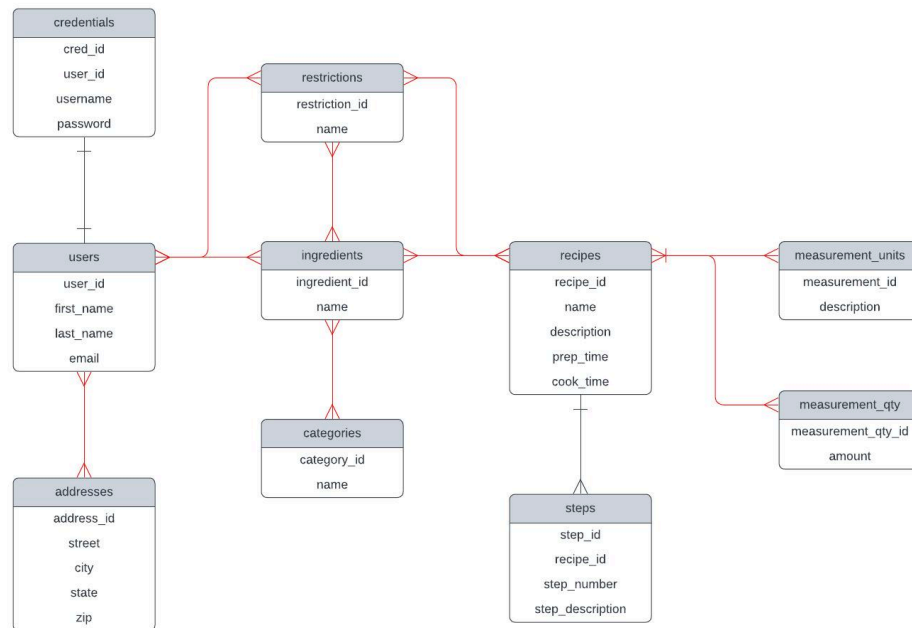 credentials
cred_id
user_id
username
password
restrictions
restriction_id
name
users
user_id
first_name
last_name
email
ingredients
ingredient_id
name
recipes
recipe_id
name
description
prep_time
cook_time
measurement_units
measurement_id
description
measurement_qty
measurement_qty_id
amount
categories
category_id
name
addresses
address_id
street
city
state
zip
steps
step_id
recipe_id
step_number
step_description